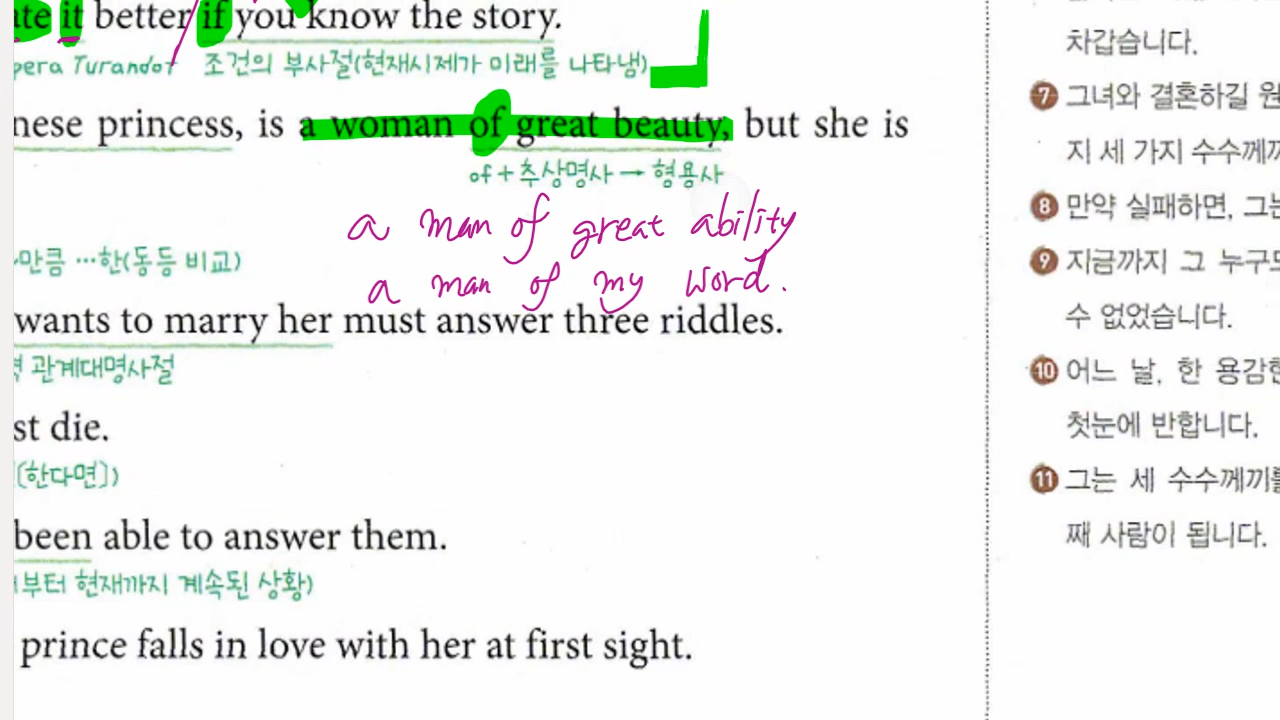 it better if you know the story.
pera Turandot 조건의 부사절(현재시제가 미래를 나타냄)
nese princess, is a woman of great beauty, but she is
of+추상명사→형용사
a man of great ability
만큼 …한(동등 비교)
a man of my word.
wants to marry her must answer three riddles.
관계대명사절
st die.
(한다면])
been able to answer them.
부터 현재까지 계속된 상황)
prince falls in love with her at first sight.
차갑습니다.
7 그녀와 결혼하길 원
지 세 가지 수수께끼
8 만약 실패하면, 그는
9 지금까지 그 누구도
수 없었습니다.
10 어느 날, 한 용감한
첫눈에 반합니다.
11 그는 세 수수께끼를
째 사람이 됩니다.